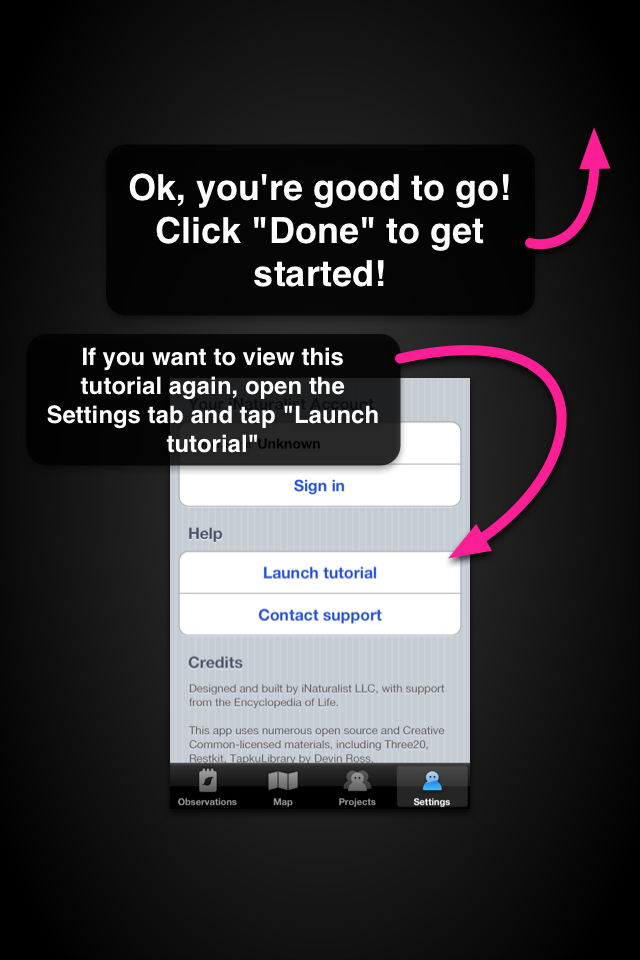 Ok, you're good to go!
Click "Done" to get
started!
If you want to view this
tutorial again, open the
Settings tab and tap "Launch
tutorial"
Your iNaturalist Account
Unknown
Sign in
Help
Launch tutorial
Contact support
Credits
Designed and built by iNaturalist LLC, with support
from the Encyclopedia of Life.
This app uses numerous open source and Creative
Common-licensed materials, including Three20,
Restkit, TapkuLibrary by Devin Ross,
Observations
Map
Projects
Settings